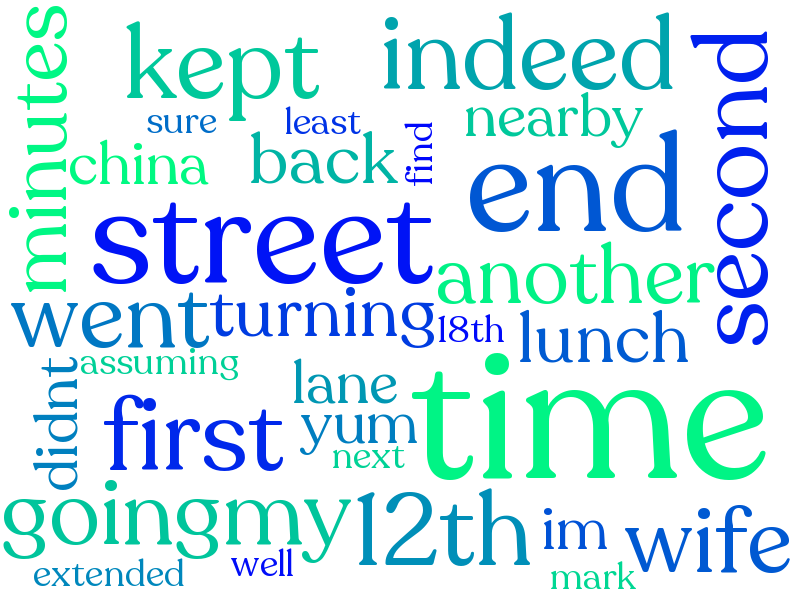 minutes
kept
indeed
second
sure
least
find
nearby
china
back
end
street
another
went
turning
18th
lunch
assuming
didnt
lane
time
first
yum
next
going
my
12th
im
wife
extended
well
mark